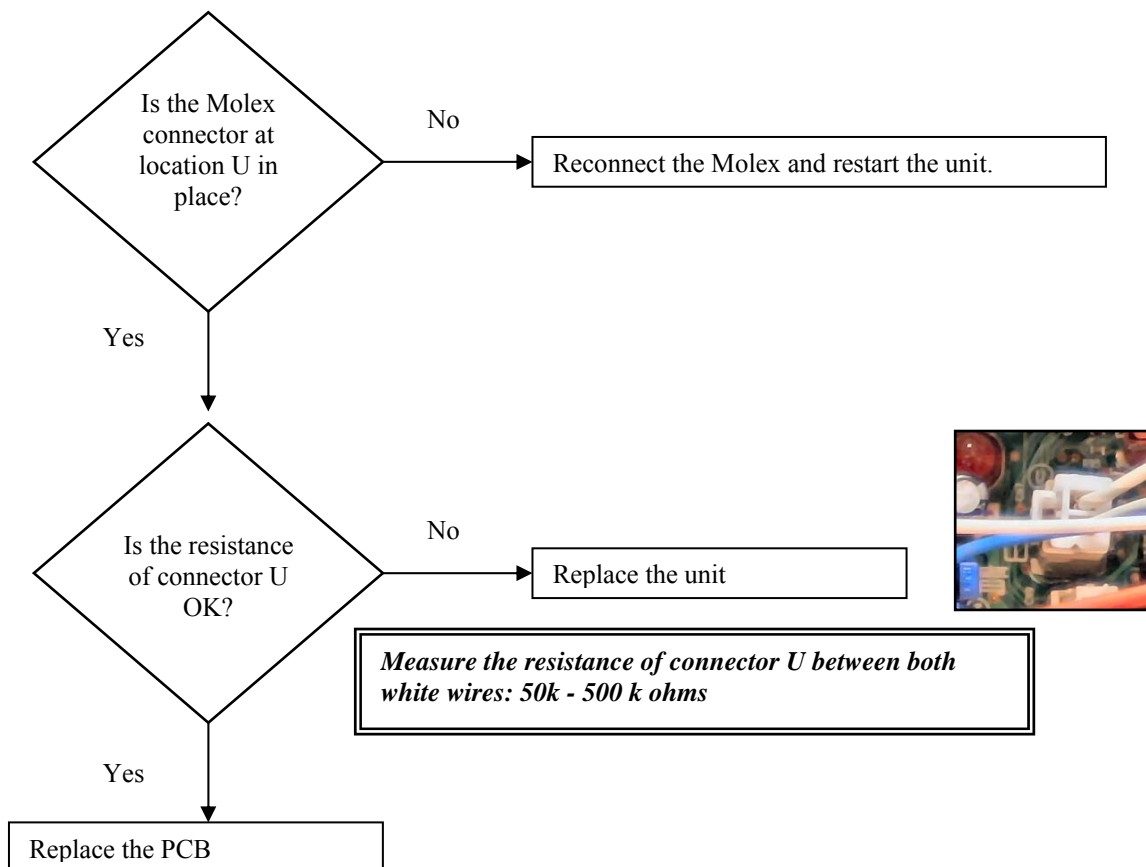 Is the Molex
connector at
location U in
place?
No
Reconnect the Molex and restart the unit.
Yes
Is the resistance
of connector U
OK?
No
Replace the unit
Measure the resistance of connector U between both
white wires: 50k - 500 k ohms
Yes
Replace the PCB